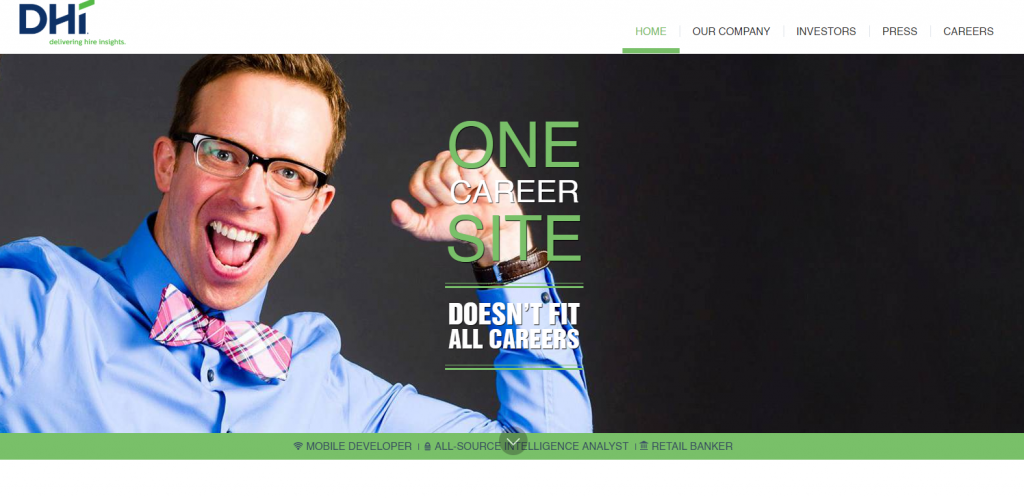 DHi
delivering hire insights.
HOME
OUR COMPANY
INVESTORS
PRESS
CAREERS
ONE
CAREER
SITE
DOESN'T FIT
ALL CAREERS
MOBILE DEVELOPER | ALL-SOURCE INTELLIGENCE ANALYST | RETAIL BANKER